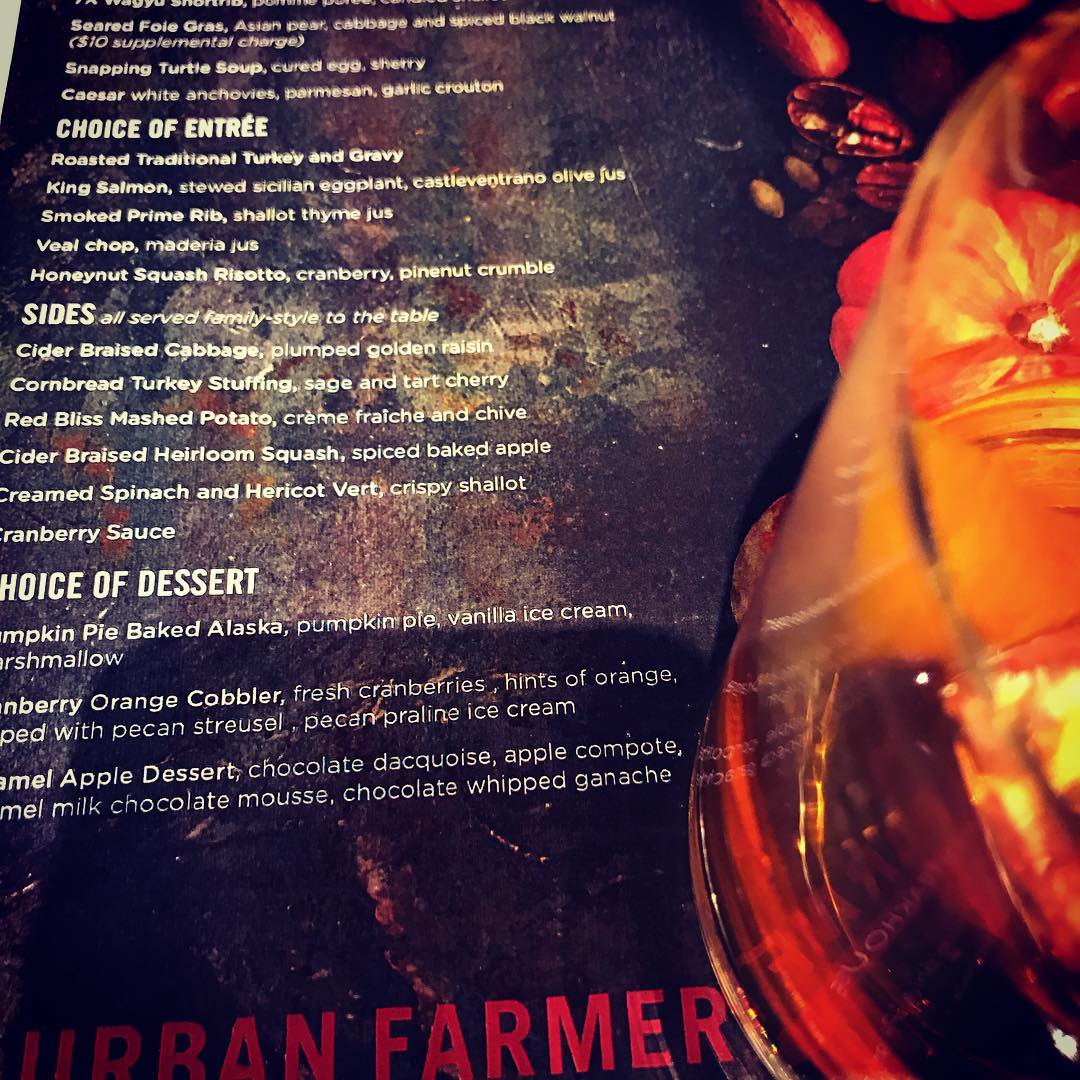 7X Wagyu Shortrib, pomme puree,
Seared Foie Gras, Asian pear, cabbage and spiced black walnut
($10 supplemental charge)
Snapping Turtle Soup, cured egg, sherry
Caesar white anchovies, parmesan, garlic crouton
CHOICE OF ENTRÉE
Roasted Traditional Turkey and Gravy
King Salmon, stewed sicilian eggplant, castleventrano olive jus
Smoked Prime Rib, shallot thyme jus
Veal chop, maderia jus
Honeynut Squash Risotto, cranberry, pinenut crumble
SIDES all served family-style to the table
Cider Braised Cabbage, plumped golden raisin
Cornbread Turkey Stuffing, sage and tart cherry
Red Bliss Mashed Potato, crème fraîche and chive
Cider Braised Heirloom Squash, spiced baked apple
Creamed Spinach and Hericot Vert, crispy shallot
Cranberry Sauce
HOICE OF DESSERT
mpkin Pie Baked Alaska, pumpkin pie, vanilla ice cream,
arshmallow
nberry Orange Cobbler, fresh cranberries , hints of orange,
ped with pecan streusel , pecan praline ice cream
amel Apple Dessert, chocolate dacquoise, apple compote,
mel milk chocolate mousse, chocolate whipped ganache
URBAN FARMER